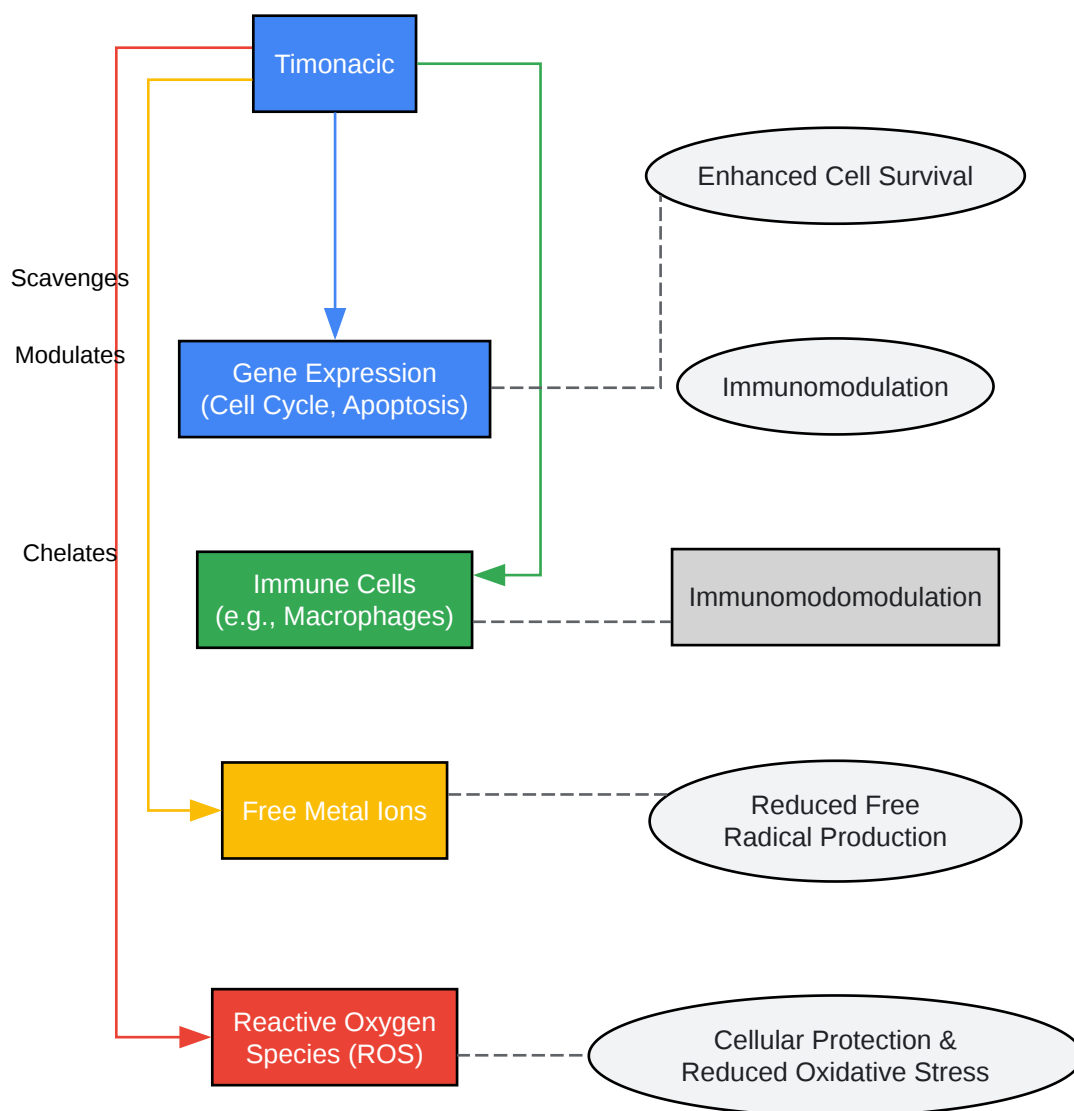 Timonacic
Enhanced Cell Survival
Scavenges
Modulates
Gene Expression
(Cell Cycle, Apoptosis)
Immunomodulation
Chelates
Immune Cells
(e.g., Macrophages)
Immunomodomodulation
Free Metal Ions
Reduced Free
Radical Production
Reactive Oxygen
Species (ROS)
Cellular Protection &
Reduced Oxidative Stress